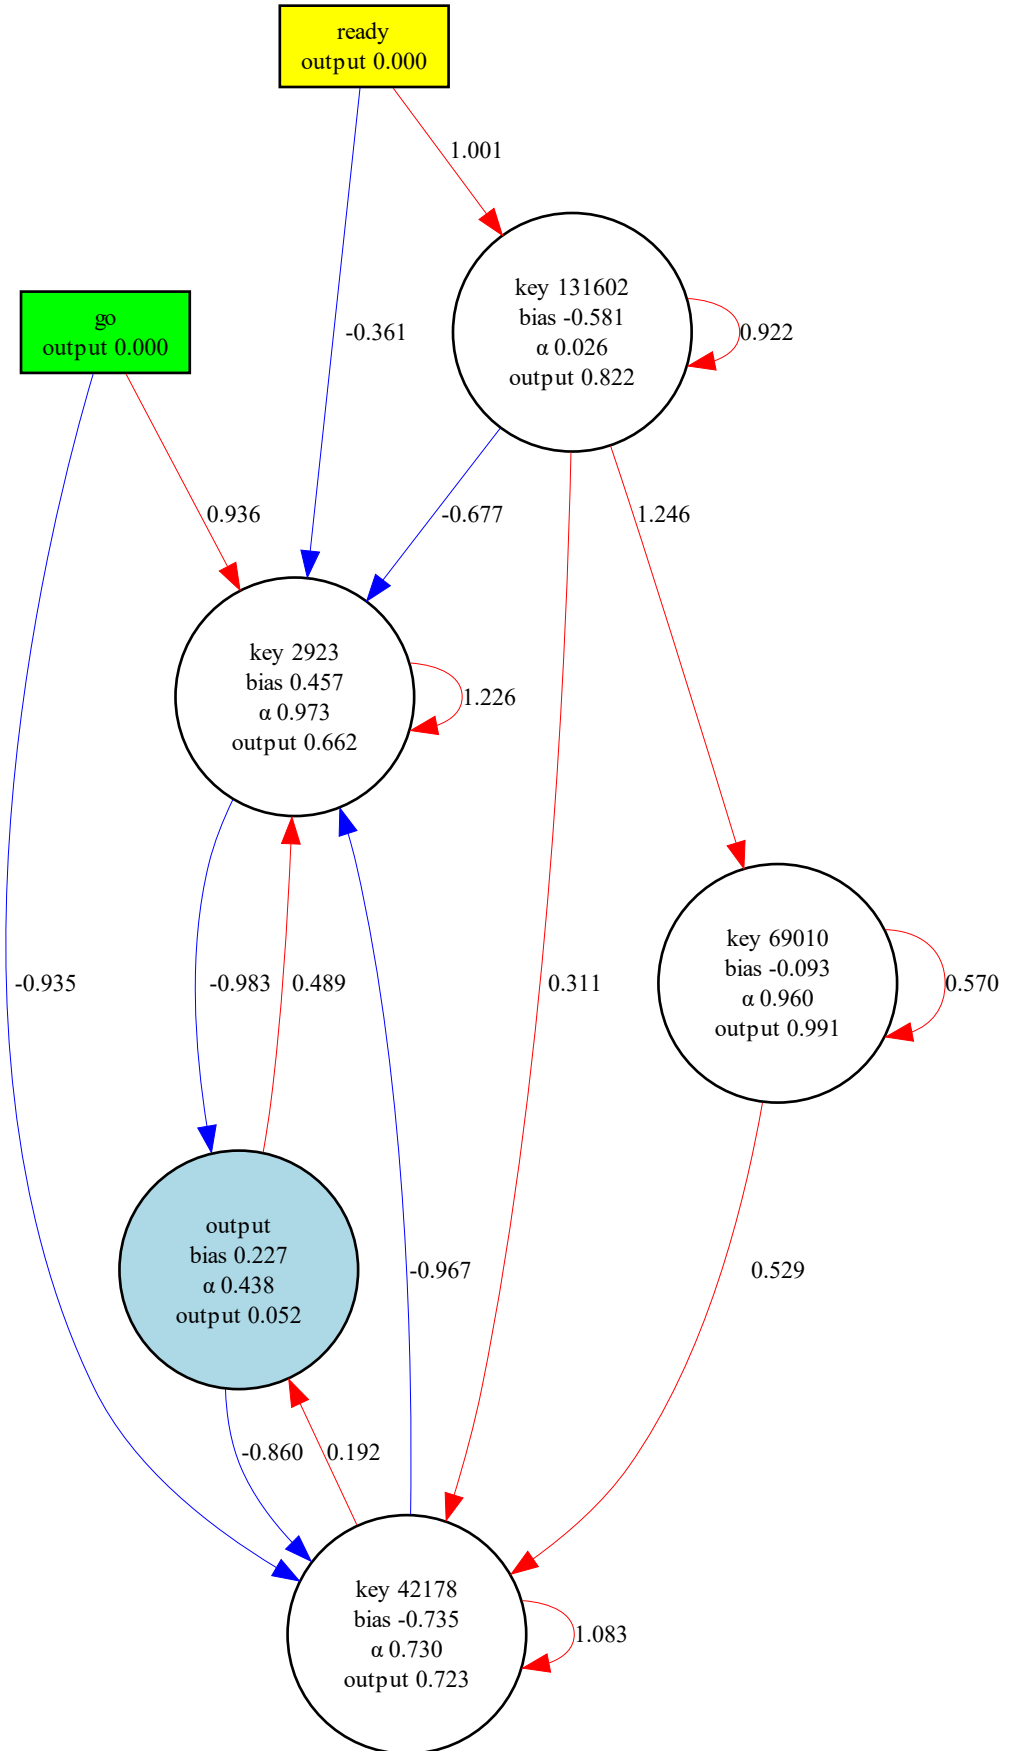 ready
output 0.000
1.001
key 131602
bias -0.581
α 0.026
output 0.822
0.922
go
output 0.000
-0.361
0.936
-0.677
1.246
key 2923
bias 0.457
α 0.973
output 0.662
1.226
key 69010
bias -0.093
α 0.960
output 0.991
0.570
-0.935
-0.983
0.489
0.311
output
bias 0.227
α 0.438
output 0.052
-0.967
0.529
-0.860
0.192
key 42178
bias -0.735
α 0.730
output 0.723
1.083